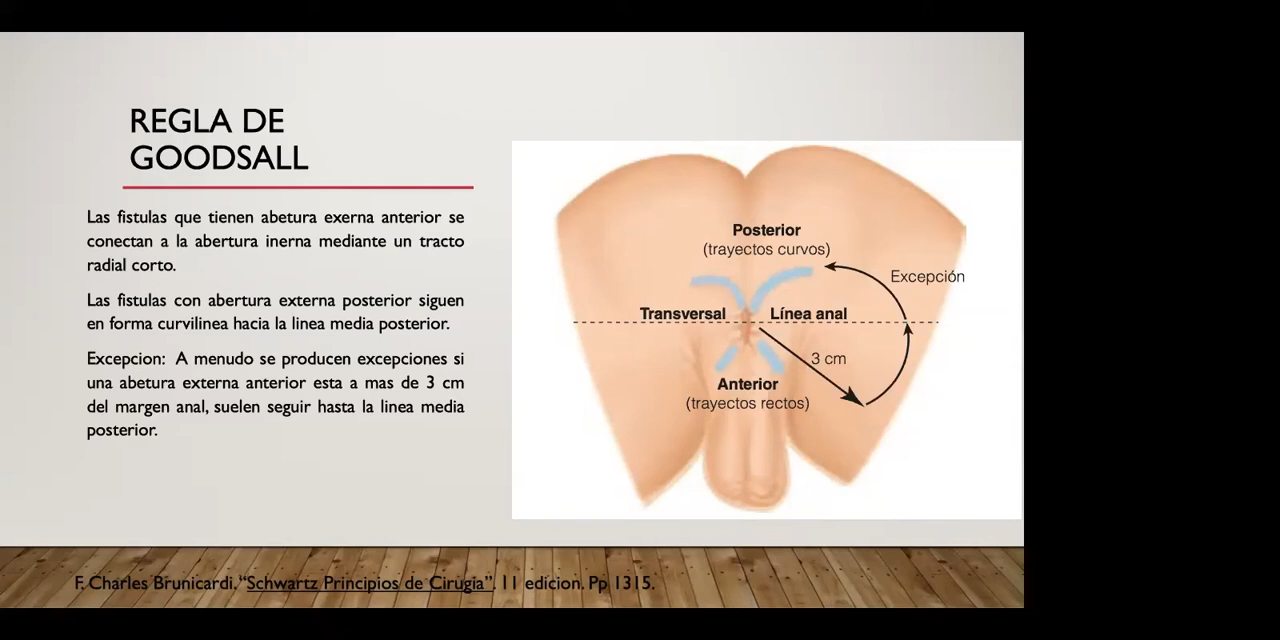 REGLA DE
GOODSALL
Las fistulas que tienen abetura exerna anterior se
conectan a la abertura inerna mediante un tracto
radial corto.
Las fistulas con abertura externa posterior siguen
en forma curvilinea hacia la linea media posterior.
Excepcion: A menudo se producen excepciones si
una abetura externa anterior esta a mas de 3 cm
del margen anal, suelen seguir hasta la linea media
posterior.
Posterior
(trayectos curvos)
Excepción
Transversal
Línea anal
3 cm
Anterior
(trayectos rectos)
F. Charles Brunicardi. “Schwartz Principios de Cirugia”. 11 edicion. Pp 1315.